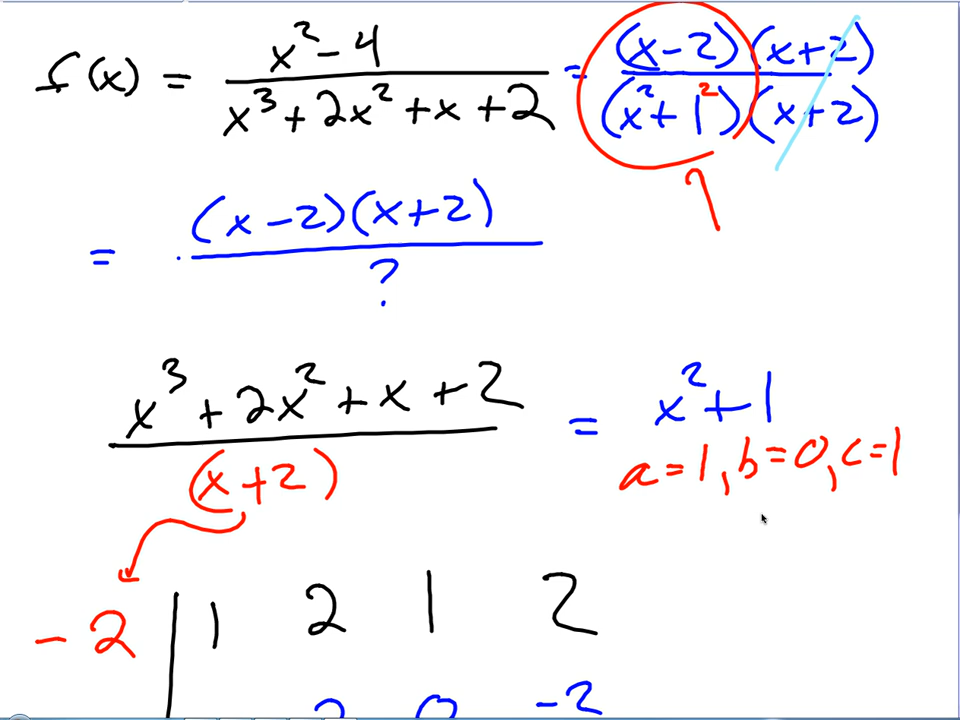 f(x) = (x² - 4)/(x³ + 2x² + x + 2) = (x - 2)(x + 2)/(x² + 1²)(x + 2)
= (x - 2)(x + 2)/?
(x³ + 2x² + x + 2)/(x + 2) = x² + 1
a = 1, b = 0, c = 1
-2 | 1 2 1 2
0 -2